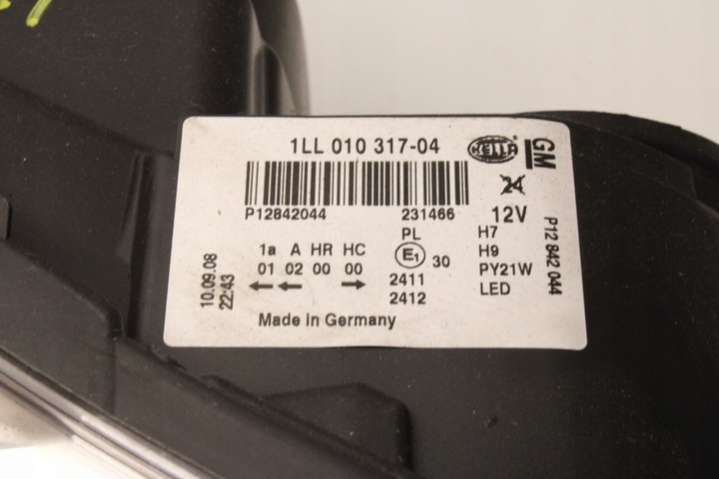 1LL 010 317-04
HELLA
GM
P12842044 231466
24
12V
P12 842 044
10.09.08
22:43
1a A HR HC
01 02 00 00
PL
E1 30
2411
2412
H7
H9
PY21W
LED
Made in Germany